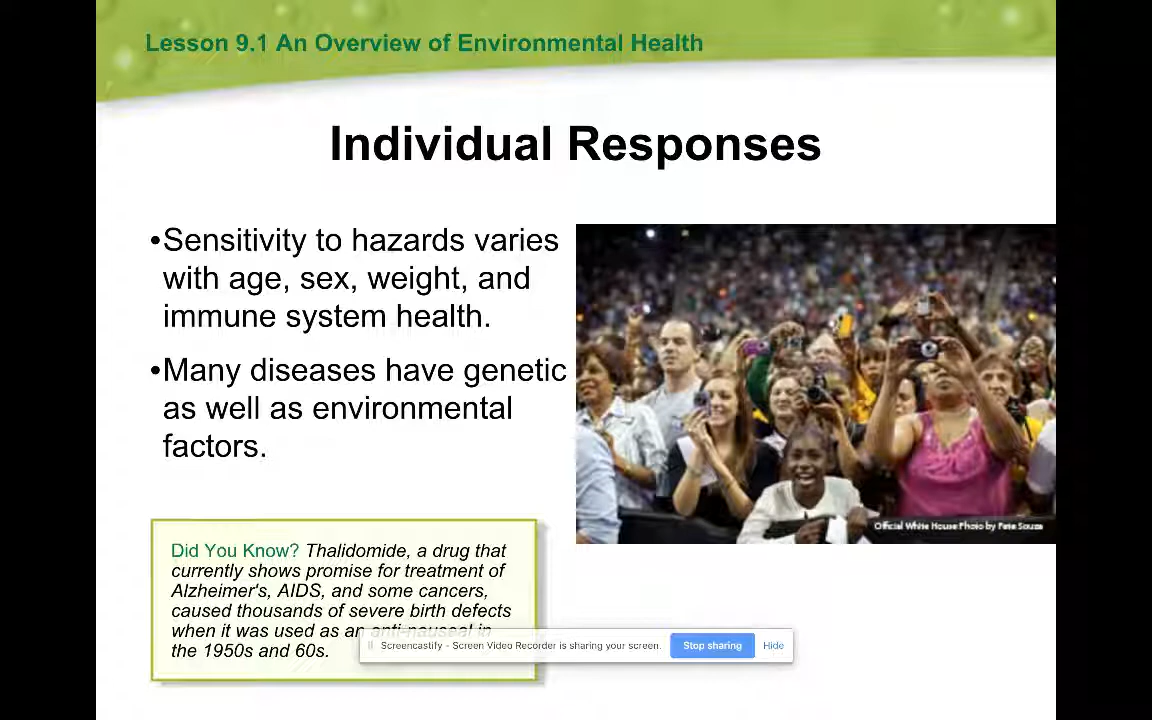 Lesson 9.1 An Overview of Environmental Health
Individual Responses
•Sensitivity to hazards varies
with age, sex, weight, and
immune system health.
•Many diseases have genetic
as well as environmental
factors.
Official White House Photo by Pete Souza
Did You Know? Thalidomide, a drug that
currently shows promise for treatment of
Alzheimer's, AIDS, and some cancers,
caused thousands of severe birth defects
when it was used as an anti-nauseal in
the 1950s and 60s.
Screencastify - Screen Video Recorder is sharing your screen.
Stop sharing
Hide